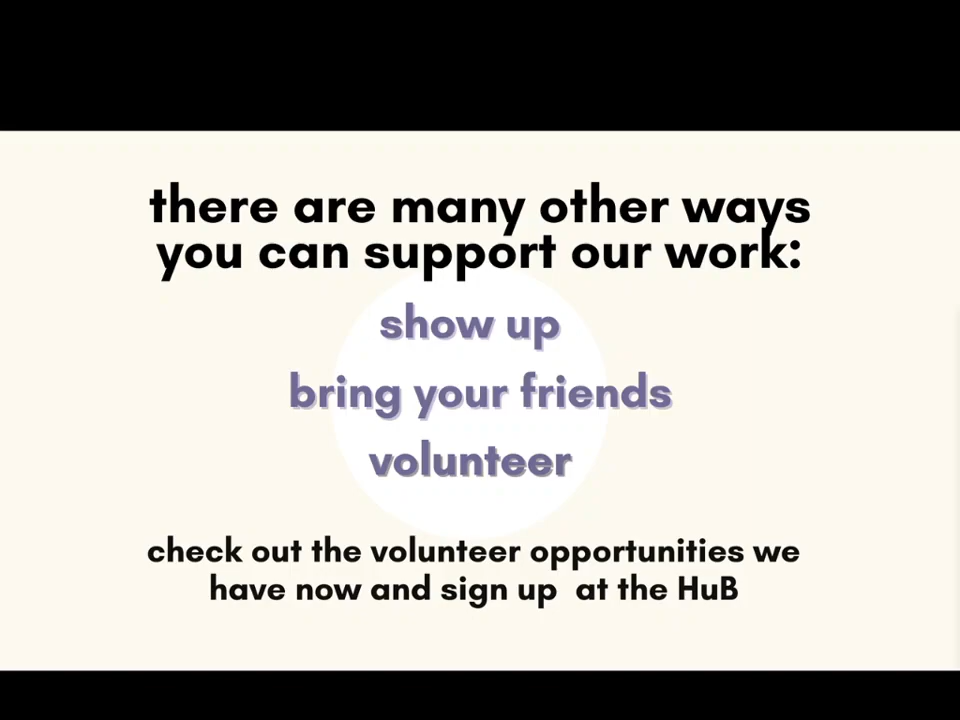 there are many other ways
you can support our work:
show up
bring your friends
volunteer
check out the volunteer opportunities we
have now and sign up at the HuB